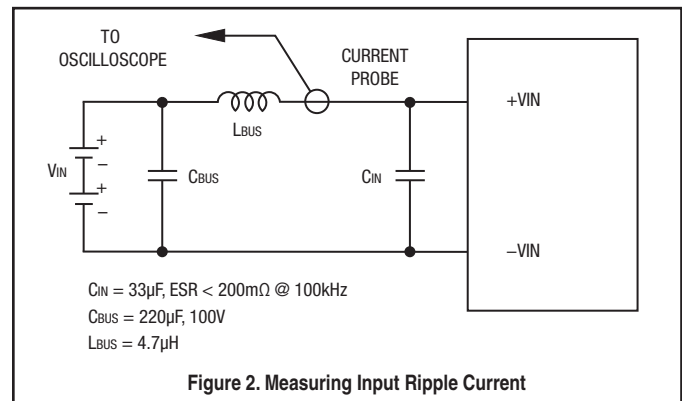 TO
OSCILLOSCOPE
CURRENT
PROBE
+VIN
LBUS
+
VIN
–
+
–
CBUS
CIN
–VIN
CIN = 33µF, ESR < 200mΩ @ 100kHz
CBUS = 220µF, 100V
LBUS = 4.7µH
Figure 2. Measuring Input Ripple Current